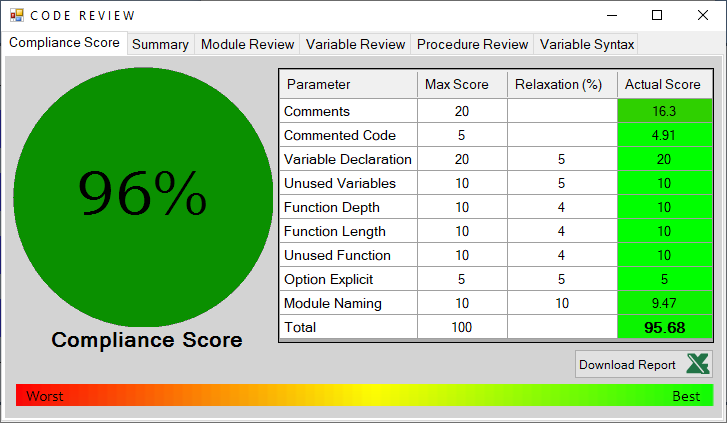 CODE REVIEW
Compliance Score Summary Module Review Variable Review Procedure Review Variable Syntax
96%
Compliance Score
Parameter Max Score Relaxation (%) Actual Score
Comments 20 16.3
Commented Code 5 4.91
Variable Declaration 20 5 20
Unused Variables 10 5 10
Function Depth 10 4 10
Function Length 10 4 10
Unused Function 10 4 10
Option Explicit 5 5 5
Module Naming 10 10 9.47
Total 100 95.68
Download Report
Worst Best